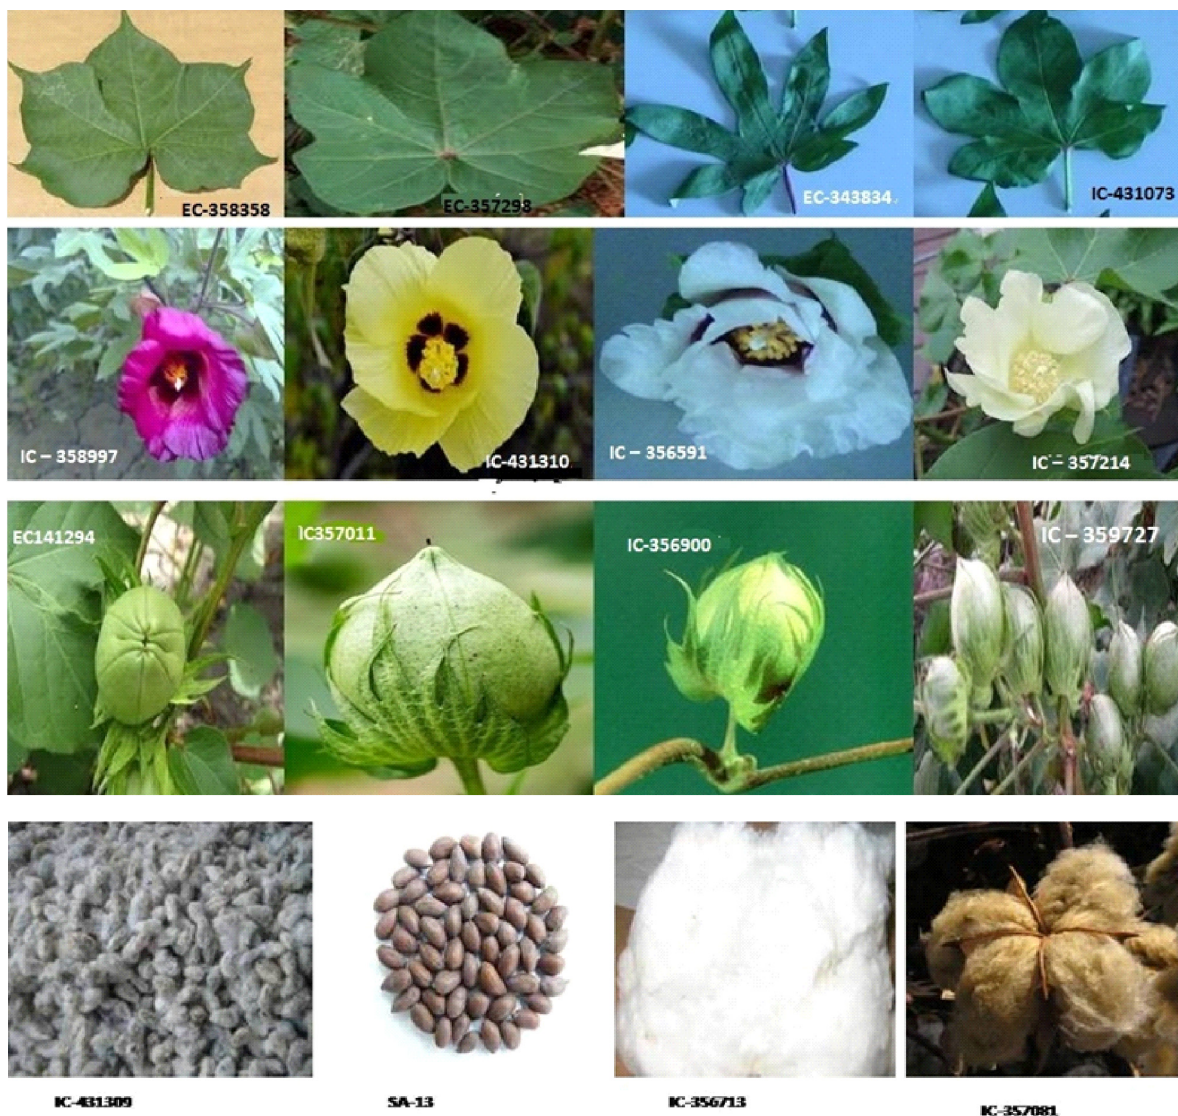 EC-358358
EC-357298
EC-343834
IC-431073
IC – 358997
IC-431310
IC – 356591
IC – 357214
EC141294
IC357011
IC-356900
IC – 359727
IC-431309
SA-13
IC-356713
IC-357081